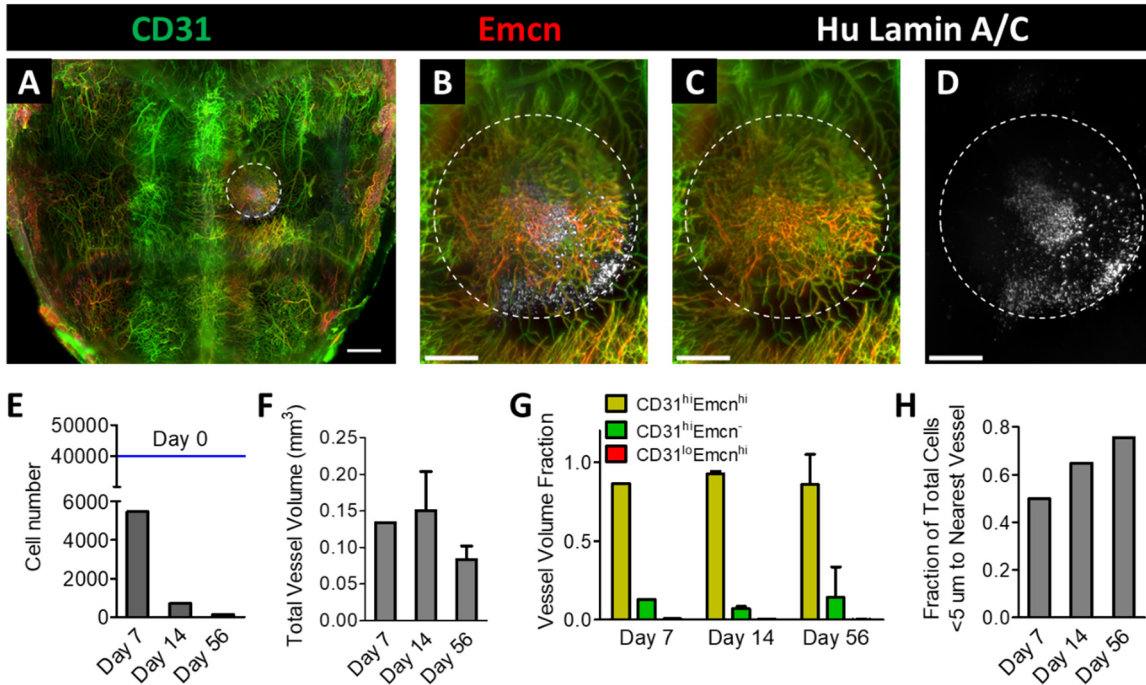 CD31 Emcn Hu Lamin A/C
A B C D
E
50000
40000
6000
4000
2000
0
Day 0
Cell number
Day 7 Day 14 Day 56
F
Total Vessel Volume (mm³)
0.25
0.20
0.15
0.10
0.05
0.00
Day 7 Day 14 Day 56
G
CD31ʰⁱEmcnʰⁱ
CD31ʰⁱEmcn⁻
CD31ˡᵒEmcnʰⁱ
Vessel Volume Fraction
1.0
0.5
0.0
Day 7 Day 14 Day 56
H
Fraction of Total Cells
<5 um to Nearest Vessel
0.8
0.6
0.4
0.2
0.0
Day 7 Day 14 Day 56